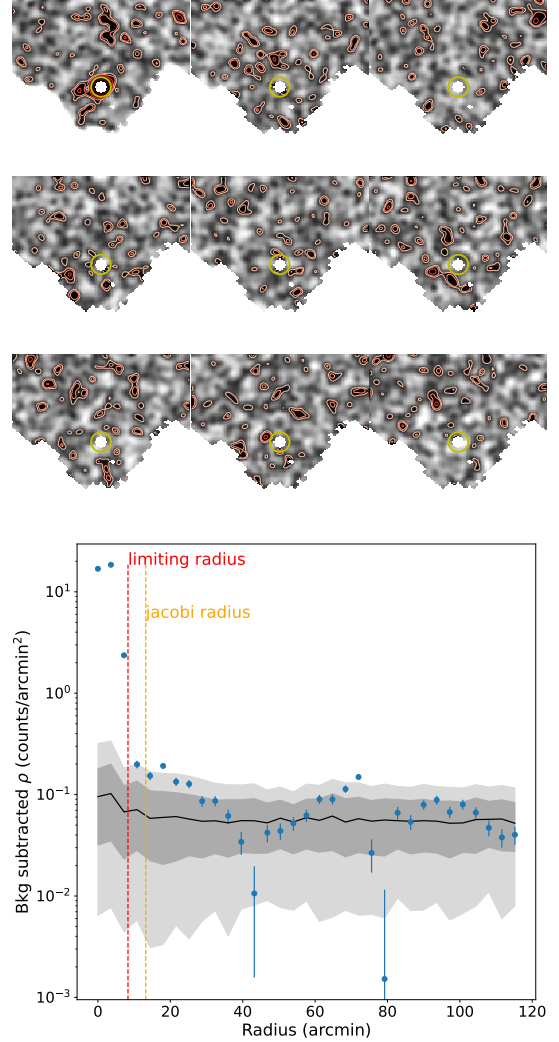 limiting radius
jacobi radius
Bkg subtracted ρ (counts/arcmin²)
10¹
10⁰
10⁻¹
10⁻²
10⁻³
0 20 40 60 80 100 120
Radius (arcmin)